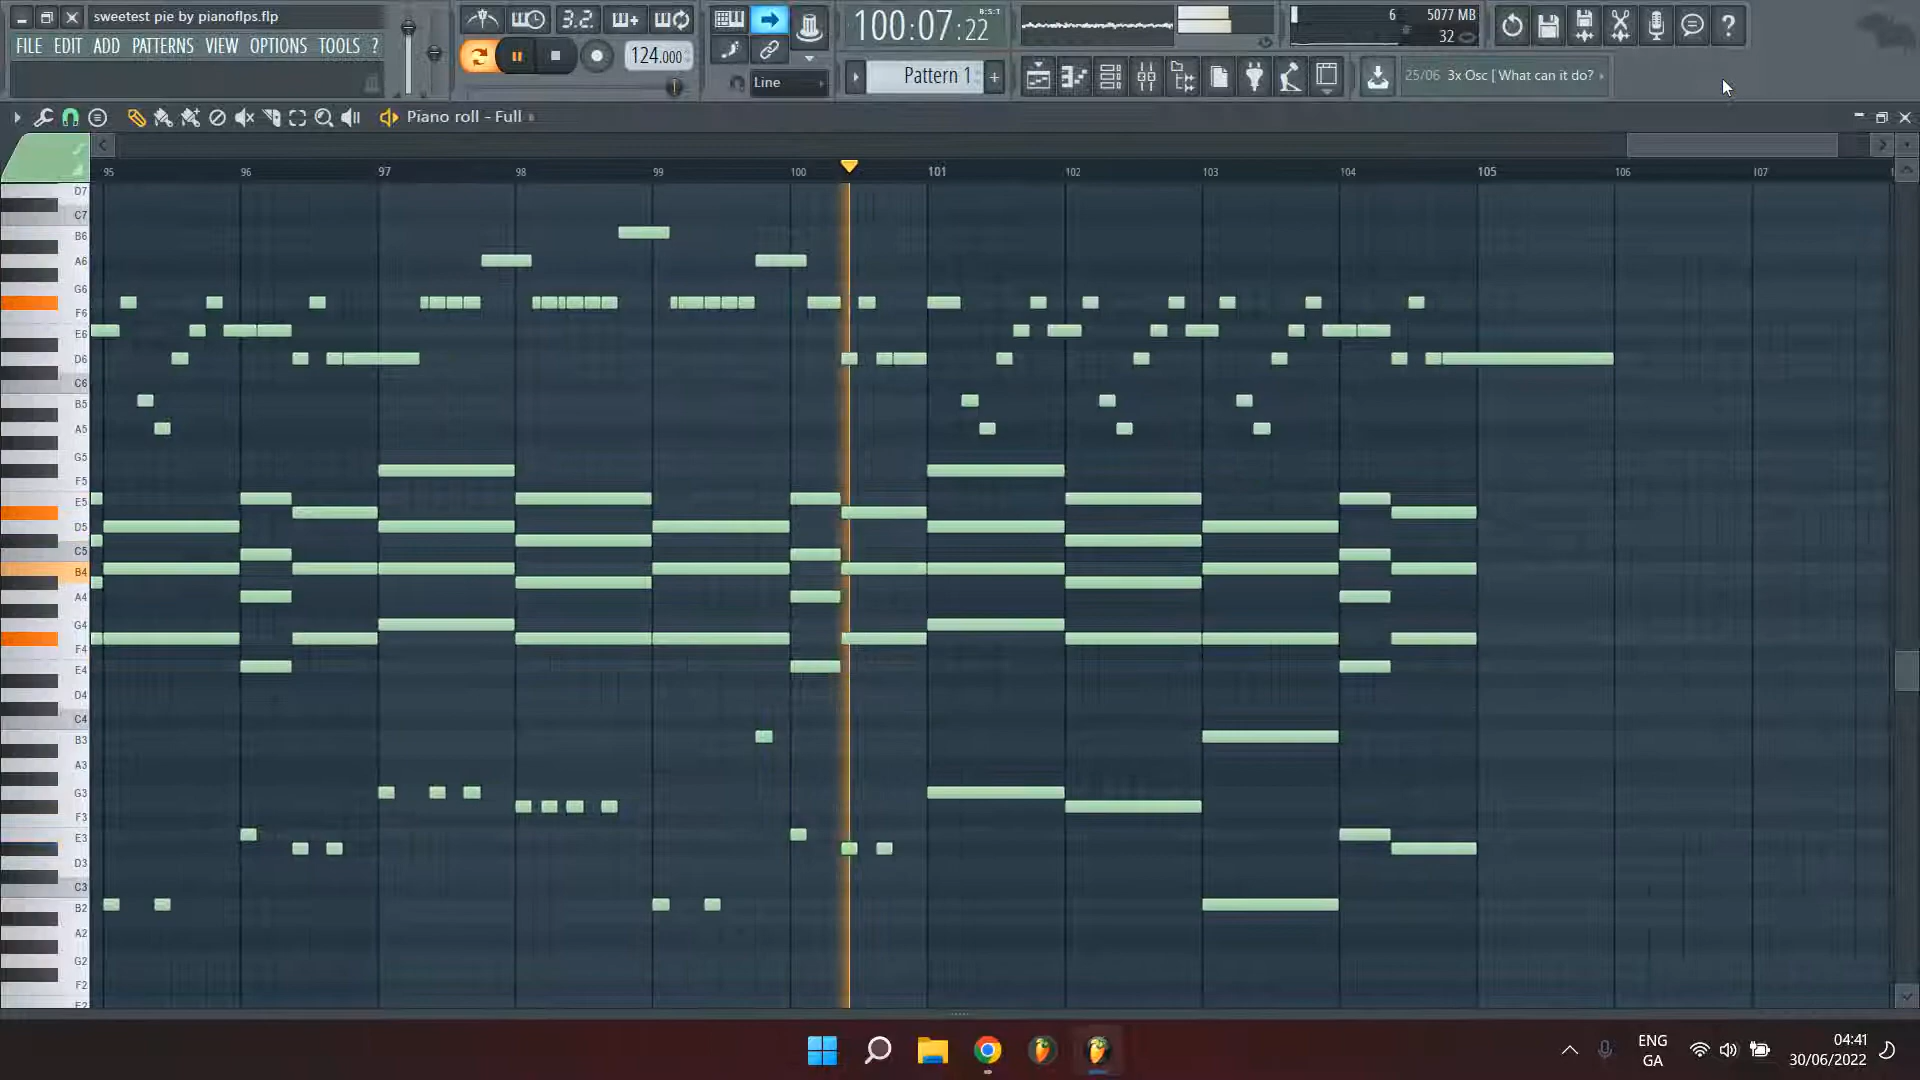 sweetest pie by pianoflps.flp
FILE EDIT ADD PATTERNS VIEW OPTIONS TOOLS ?
3.2.
124.000
Line
100:07:22
B:S:T
Pattern 1
+
6
5077 MB
32
?
25/06 3x Osc [ What can it do?
Piano roll - Full
95 96 97 98 99 100 101 102 103 104 105 106 107
D7
C7
B6
A6
G6
F6
E6
D6
C6
B5
A5
G5
F5
E5
D5
C5
B4
A4
G4
F4
E4
D4
C4
B3
A3
G3
F3
E3
D3
C3
B2
A2
G2
F2
E2
ENG
GA
04:41
30/06/2022